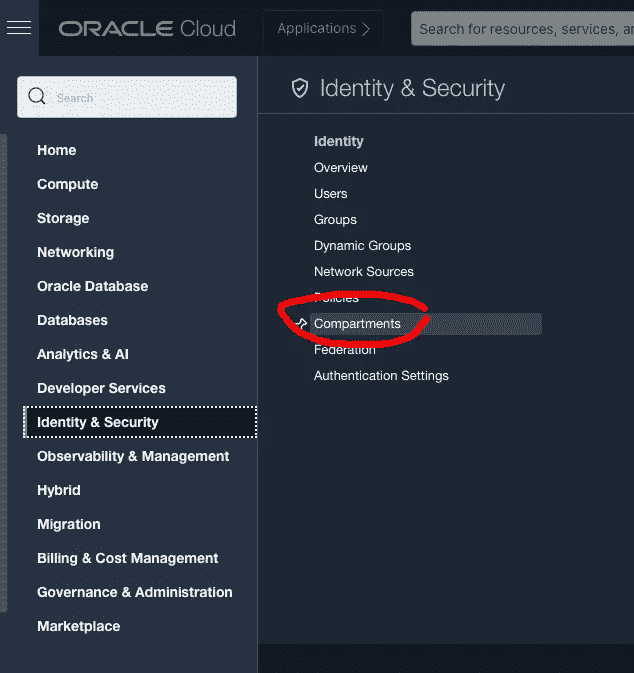 ORACLE Cloud
Applications
Search for resources, services, an
Search
Home
Compute
Storage
Networking
Oracle Database
Databases
Analytics & AI
Developer Services
Identity & Security
Observability & Management
Hybrid
Migration
Billing & Cost Management
Governance & Administration
Marketplace
Identity & Security
Identity
Overview
Users
Groups
Dynamic Groups
Network Sources
Policies
Compartments
Federation
Authentication Settings